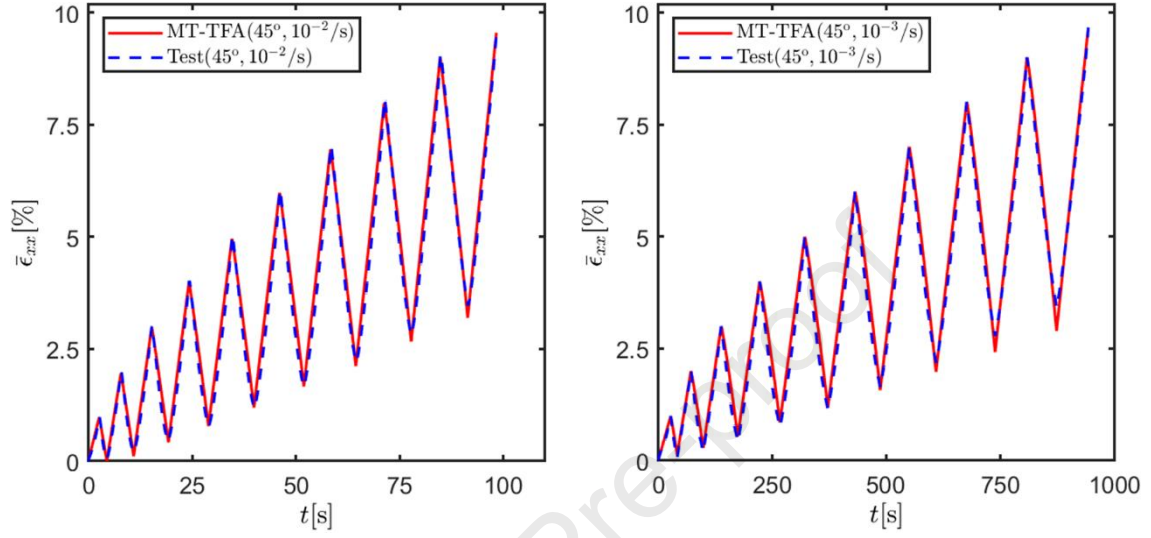 MT-TFA(45°, 10⁻²/s)
Test(45°, 10⁻²/s)
10
7.5
5
2.5
0
ε̄ₓₓ[%]
0 25 50 75 100
t[s]
MT-TFA(45°, 10⁻³/s)
Test(45°, 10⁻³/s)
10
7.5
5
2.5
0
ε̄ₓₓ[%]
0 250 500 750 1000
t[s]
Pre-proof